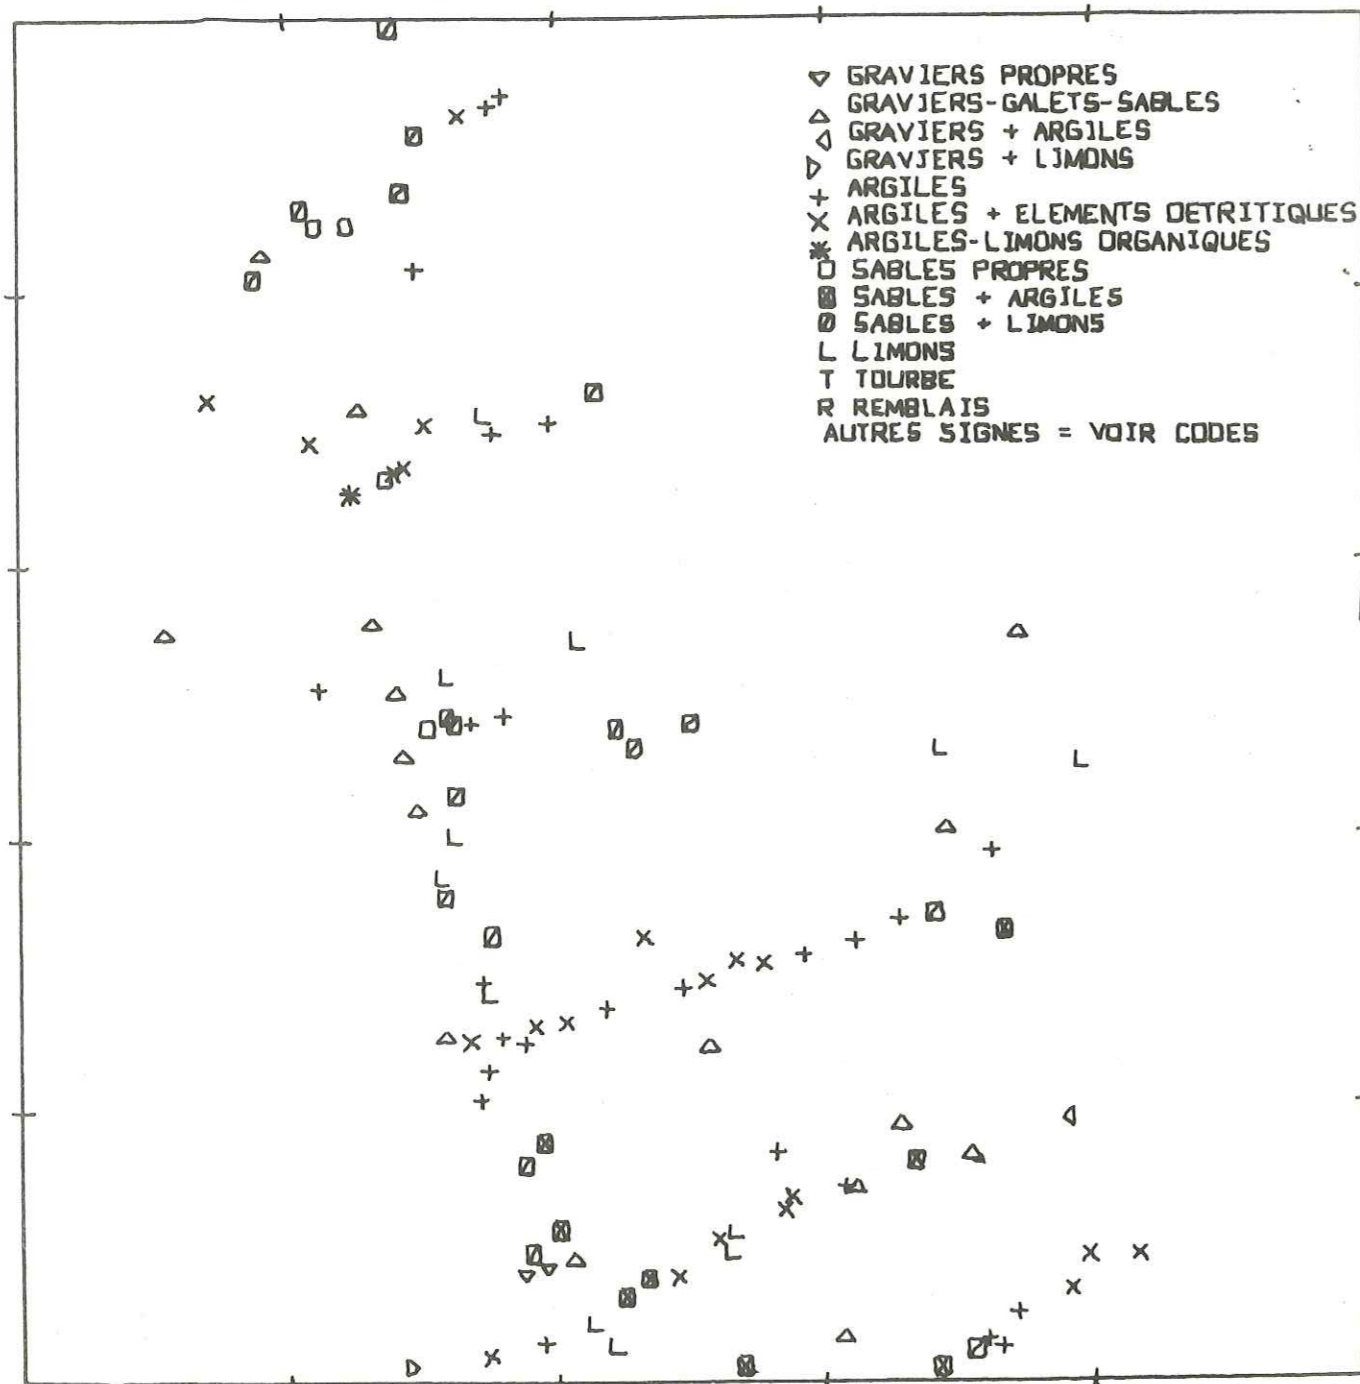 GRAVIERS PROPRES
GRAVIERS-GALETS-SABLES
GRAVIERS + ARGILES
GRAVIERS + LIMONS
ARGILES
ARGILES + ELEMENTS DETRITIQUES
ARGILES-LIMONS ORGANIQUES
SABLES PROPRES
SABLES + ARGILES
SABLES + LIMONS
L LIMONS
T TOURBE
R REMBLAIS
AUTRES SIGNES = VOIR CODES